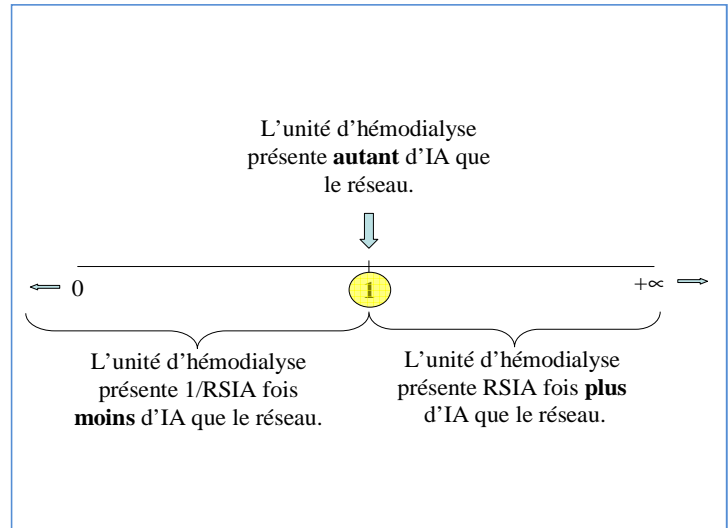 L’unité d’hémodialyse
présente autant d’IA que
le réseau.
0
1
+∞
L’unité d’hémodialyse
présente 1/RSIA fois
moins d’IA que le réseau.
L’unité d’hémodialyse
présente RSIA fois plus
d’IA que le réseau.